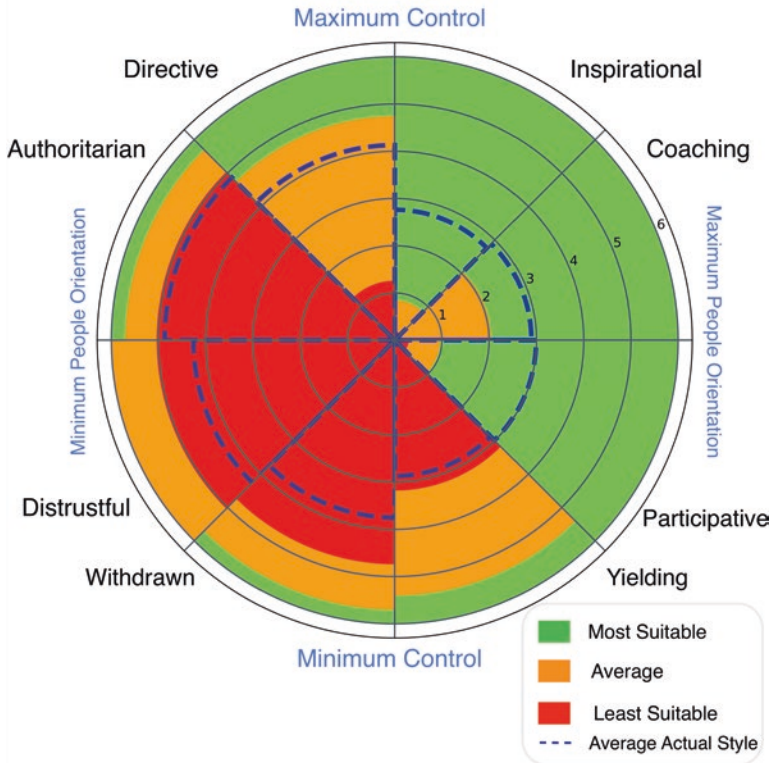 Maximum Control
Directive
Inspirational
Authoritarian
Coaching
Minimum People Orientation
Maximum People Orientation
1
2
3
4
5
6
Distrustful
Participative
Withdrawn
Yielding
Minimum Control
Most Suitable
Average
Least Suitable
Average Actual Style